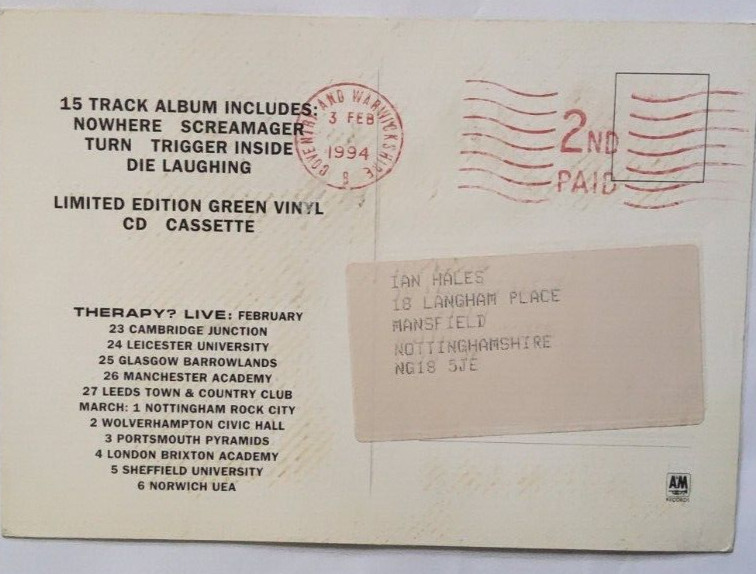 15 TRACK ALBUM INCLUDES:
NOWHERE SCREAMAGER
TURN TRIGGER INSIDE
DIE LAUGHING
LIMITED EDITION GREEN VINYL
CD CASSETTE
THERAPY? LIVE: FEBRUARY
23 CAMBRIDGE JUNCTION
24 LEICESTER UNIVERSITY
25 GLASGOW BARROWLANDS
26 MANCHESTER ACADEMY
27 LEEDS TOWN & COUNTRY CLUB
MARCH: 1 NOTTINGHAM ROCK CITY
2 WOLVERHAMPTON CIVIC HALL
3 PORTSMOUTH PYRAMIDS
4 LONDON BRIXTON ACADEMY
5 SHEFFIELD UNIVERSITY
6 NORWICH UEA
COVENTRY AND WARWICKSHIRE
3 FEB
1994
2ND
PAID
IAN HALES
18 LANGHAM PLACE
MANSFIELD
NOTTINGHAMSHIRE
NG18 5JE
A&M
RECORDS